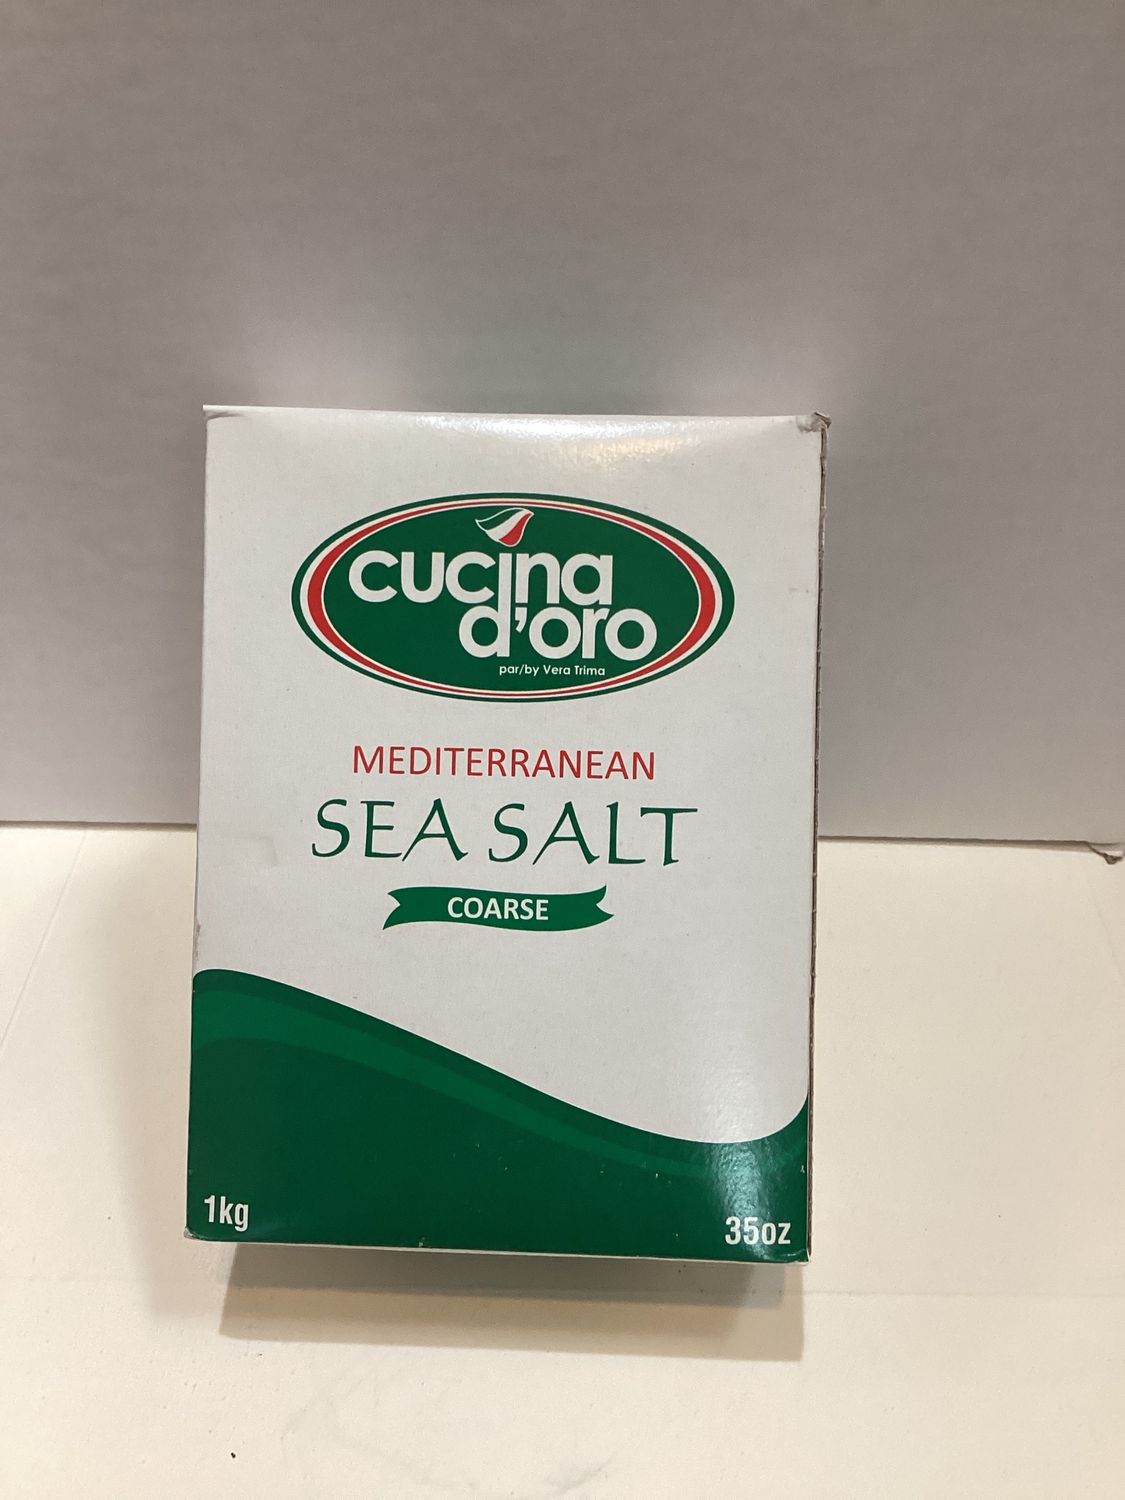 cucina
d'oro
par/by Vera Trima
MEDITERRANEAN
SEA SALT
COARSE
1kg
35oz